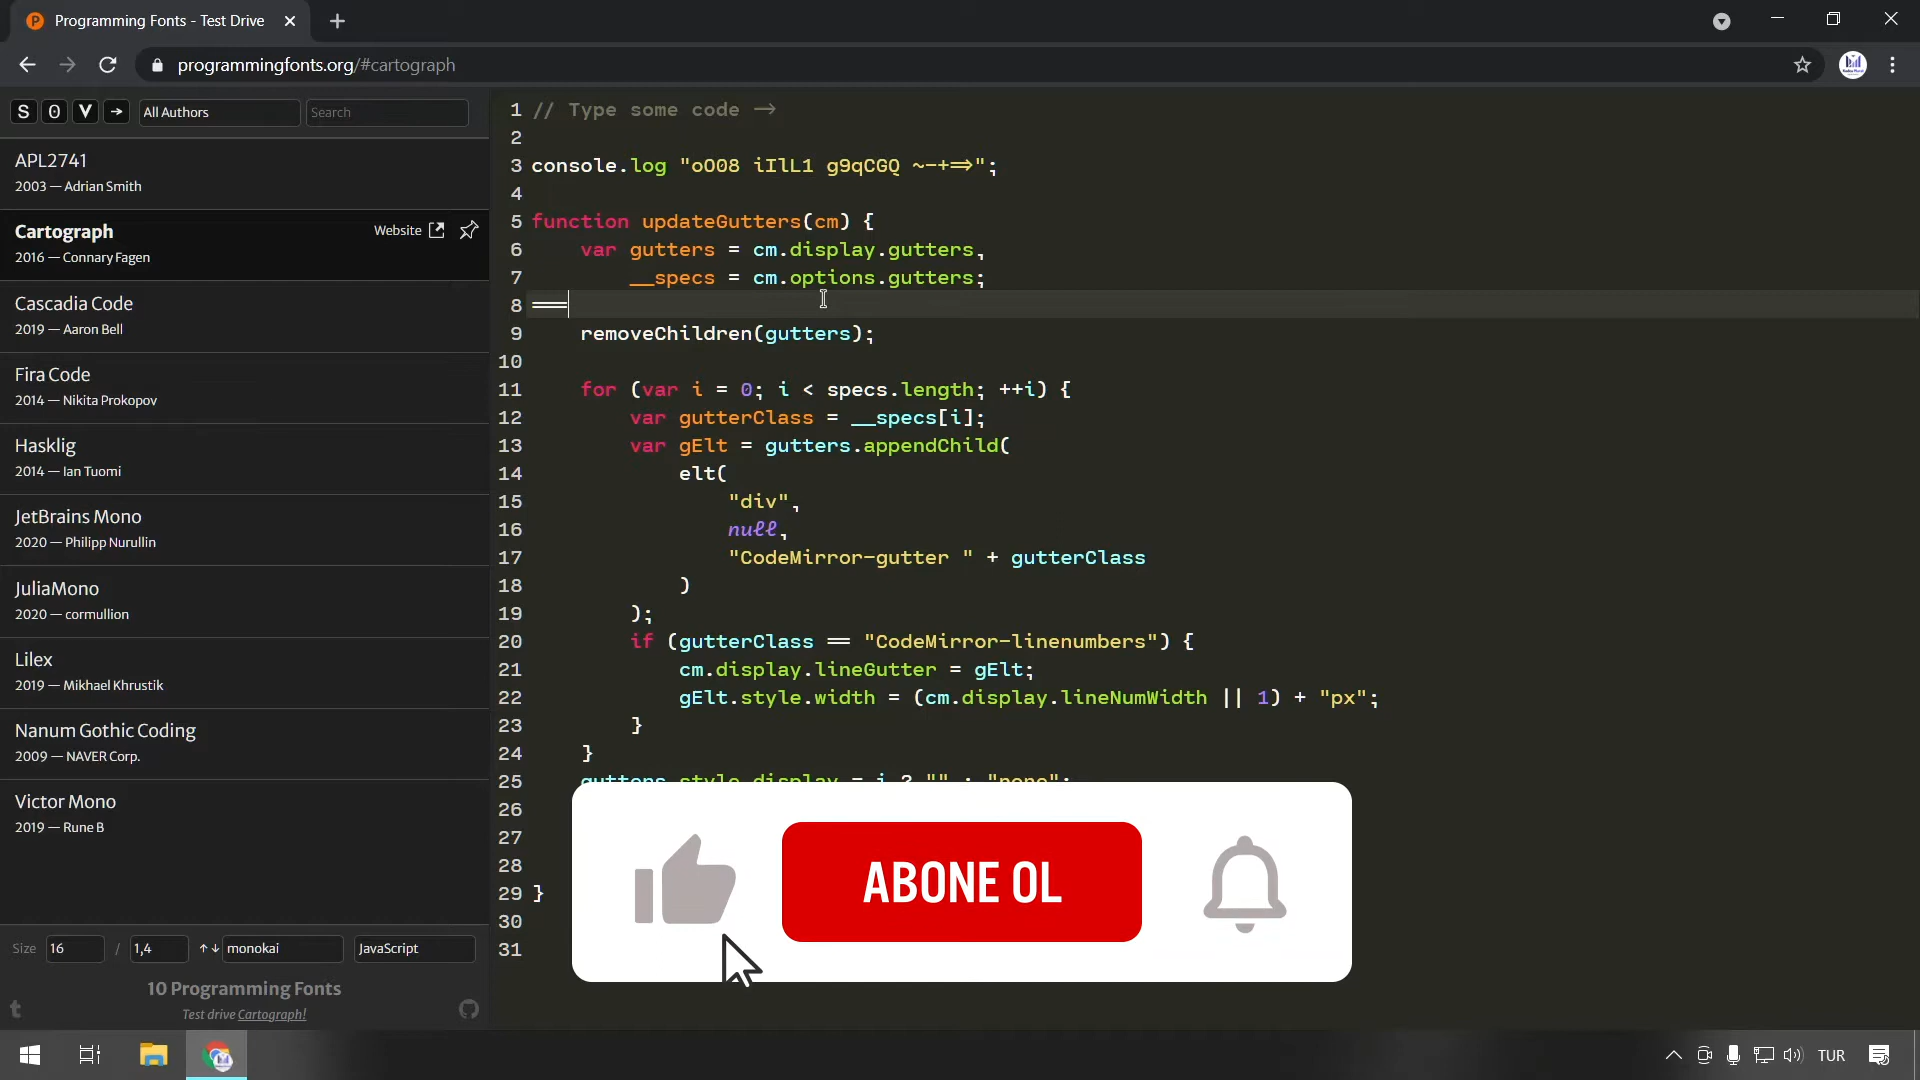 Programming Fonts - Test Drive
programmingfonts.org/#cartograph
S 0 V → All Authors Search
APL2741
2003 — Adrian Smith
Cartograph Website
2016 — Connary Fagen
Cascadia Code
2019 — Aaron Bell
Fira Code
2014 — Nikita Prokopov
Hasklig
2014 — Ian Tuomi
JetBrains Mono
2020 — Philipp Nurullin
JuliaMono
2020 — cormullion
Lilex
2019 — Mikhael Khrustik
Nanum Gothic Coding
2009 — NAVER Corp.
Victor Mono
2019 — Rune B
Size 16 / 1,4 ↑↓ monokai JavaScript
10 Programming Fonts
Test drive Cartograph!
1 // Type some code ->
2
3 console.log "oO08 iIlL1 g9qCGQ ~-+=>";
4
5 function updateGutters(cm) {
6 var gutters = cm.display.gutters,
7 __specs = cm.options.gutters;
8 ===
9 removeChildren(gutters);
10
11 for (var i = 0; i < specs.length; ++i) {
12 var gutterClass = __specs[i];
13 var gElt = gutters.appendChild(
14 elt(
15 "div",
16 null,
17 "CodeMirror-gutter " + gutterClass
18 )
19 );
20 if (gutterClass == "CodeMirror-linenumbers") {
21 cm.display.lineGutter = gElt;
22 gElt.style.width = (cm.display.lineNumWidth || 1) + "px";
23 }
24 }
25 gutters.style.display = i ? "" : "none";
26
27
28
29 }
30
31
ABONE OL
TUR